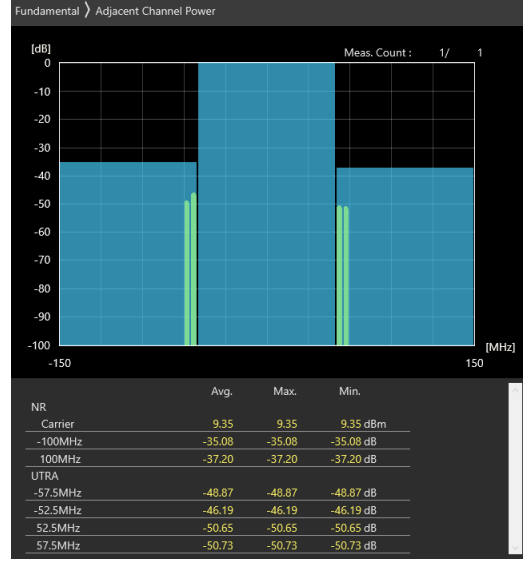 Fundamental 〉 Adjacent Channel Power
[dB]
Meas. Count : 1/ 1
0
-10
-20
-30
-40
-50
-60
-70
-80
-90
-100
[MHz]
-150 150
Avg. Max. Min.
NR
Carrier 9.35 9.35 9.35 dBm
-100MHz -35.08 -35.08 -35.08 dB
100MHz -37.20 -37.20 -37.20 dB
UTRA
-57.5MHz -48.87 -48.87 -48.87 dB
-52.5MHz -46.19 -46.19 -46.19 dB
52.5MHz -50.65 -50.65 -50.65 dB
57.5MHz -50.73 -50.73 -50.73 dB